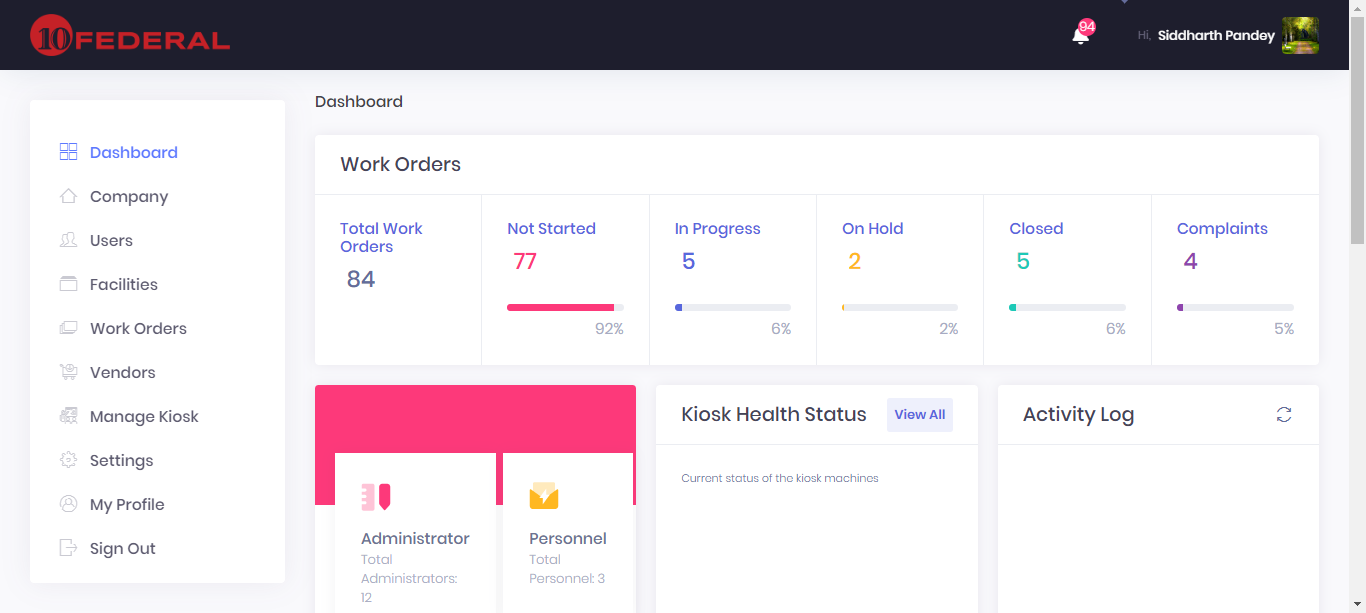 10FEDERAL
94
Hi, Siddharth Pandey
Dashboard
Company
Users
Facilities
Work Orders
Vendors
Manage Kiosk
Settings
My Profile
Sign Out
Dashboard
Work Orders
Total Work
Orders
84
Not Started
77
92%
In Progress
5
6%
On Hold
2
2%
Closed
5
6%
Complaints
4
5%
Administrator
Total
Administrators:
12
Personnel
Total
Personnel: 3
Kiosk Health Status
View All
Current status of the kiosk machines
Activity Log